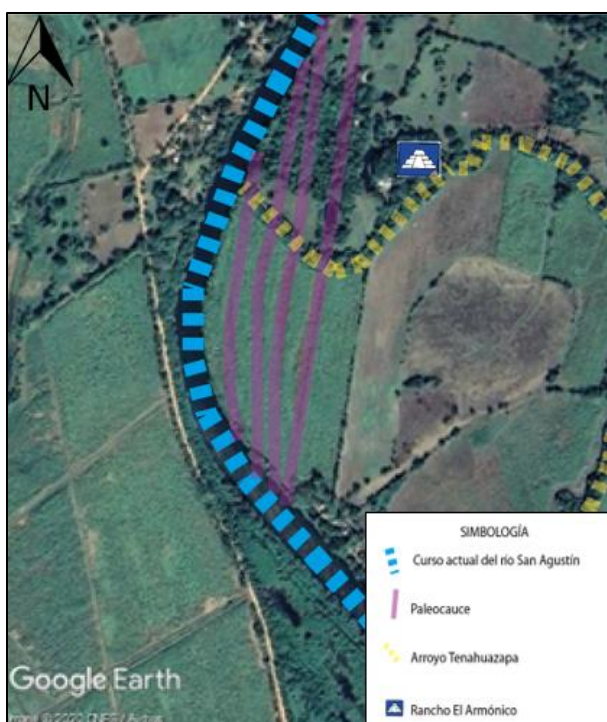 N
SIMBOLOGÍA
Curso actual del río San Agustín
Paleocauce
Arroyo Tenahuazapa
Rancho El Armónico
Google Earth